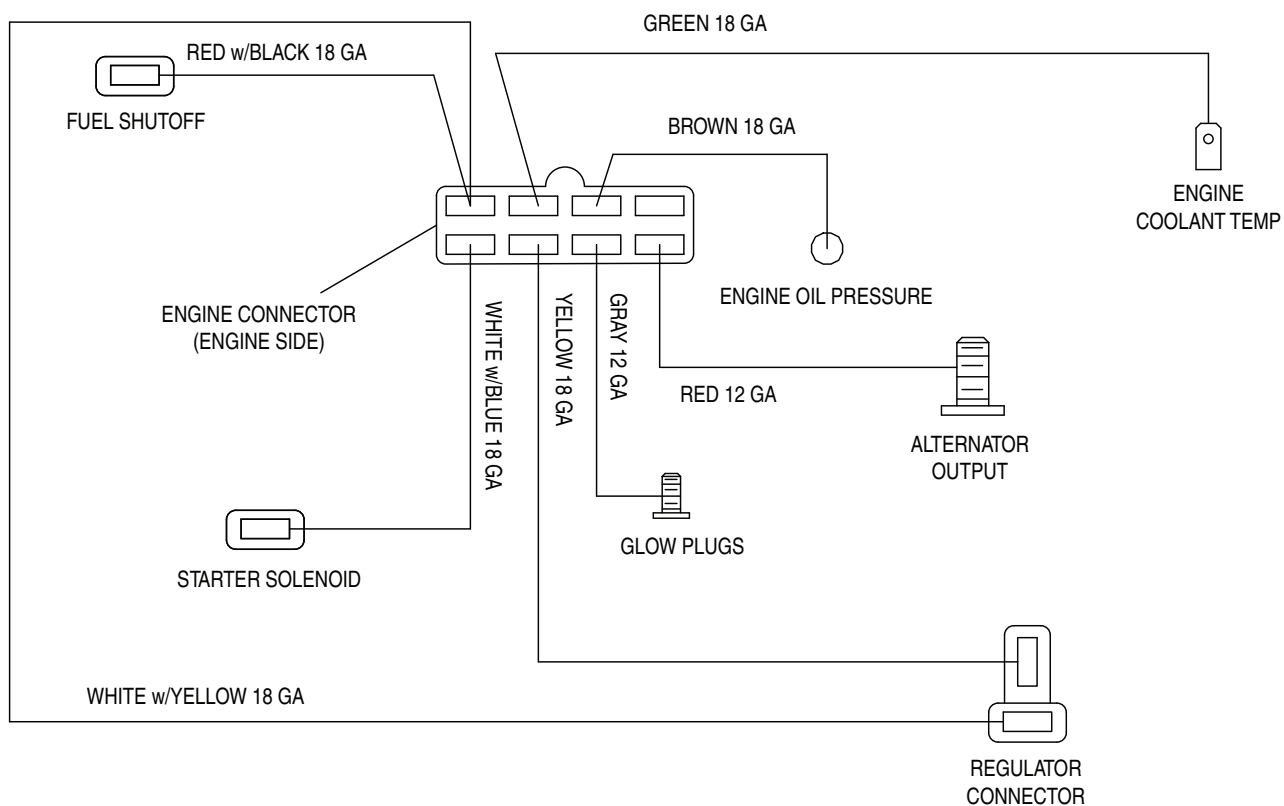 GREEN 18 GA
RED w/BLACK 18 GA
FUEL SHUTOFF
BROWN 18 GA
ENGINE
COOLANT TEMP
ENGINE OIL PRESSURE
ENGINE CONNECTOR
(ENGINE SIDE)
WHITE w/BLUE 18 GA
YELLOW 18 GA
GRAY 12 GA
RED 12 GA
ALTERNATOR
OUTPUT
GLOW PLUGS
STARTER SOLENOID
WHITE w/YELLOW 18 GA
REGULATOR
CONNECTOR